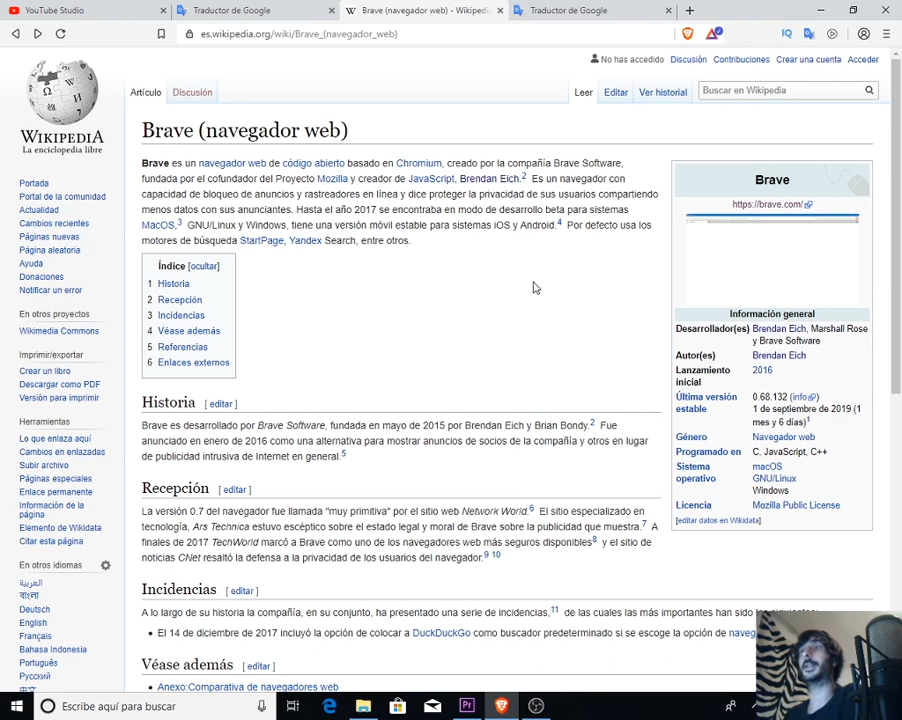 YouTube Studio
Traductor de Google
Brave (navegador web) - Wikipedi
Traductor de Google
es.wikipedia.org/wiki/Brave_(navegador_web)
IQ
No has accedido Discusión Contribuciones Crear una cuenta Acceder
Artículo Discusión Leer Editar Ver historial Buscar en Wikipedia
WIKIPEDIA
La enciclopedia libre
Portada
Portal de la comunidad
Actualidad
Cambios recientes
Páginas nuevas
Página aleatoria
Ayuda
Donaciones
Notificar un error
En otros proyectos
Wikimedia Commons
Imprimir/exportar
Crear un libro
Descargar como PDF
Versión para imprimir
Herramientas
Lo que enlaza aquí
Cambios en enlazadas
Subir archivo
Páginas especiales
Enlace permanente
Información de la
página
Elemento de Wikidata
Citar esta página
En otros idiomas
العربية
বাংলা
Deutsch
English
Français
Bahasa Indonesia
Português
Русский
中文
Brave (navegador web)
Brave es un navegador web de código abierto basado en Chromium, creado por la compañía Brave Software,
fundada por el cofundador del Proyecto Mozilla y creador de JavaScript, Brendan Eich.2 Es un navegador con
capacidad de bloqueo de anuncios y rastreadores en línea y dice proteger la privacidad de sus usuarios compartiendo
menos datos con sus anunciantes. Hasta el año 2017 se encontraba en modo de desarrollo beta para sistemas
MacOS,3 GNU/Linux y Windows, tiene una versión móvil estable para sistemas iOS y Android.4 Por defecto usa los
motores de búsqueda StartPage, Yandex Search, entre otros.
Índice [ocultar]
1 Historia
2 Recepción
3 Incidencias
4 Véase además
5 Referencias
6 Enlaces externos
Historia [ editar ]
Brave es desarrollado por Brave Software, fundada en mayo de 2015 por Brendan Eich y Brian Bondy.2 Fue
anunciado en enero de 2016 como una alternativa para mostrar anuncios de socios de la compañía y otros en lugar
de publicidad intrusiva de Internet en general.5
Recepción [ editar ]
La versión 0.7 del navegador fue llamada "muy primitiva" por el sitio web Network World.6 El sitio especializado en
tecnología, Ars Technica estuvo escéptico sobre el estado legal y moral de Brave sobre la publicidad que muestra.7 A
finales de 2017 TechWorld marcó a Brave como uno de los navegadores web más seguros disponibles8 y el sitio de
noticias CNet resaltó la defensa a la privacidad de los usuarios del navegador.9 10
Incidencias [ editar ]
A lo largo de su historia la compañía, en su conjunto, ha presentado una serie de incidencias,11 de las cuales las más importantes han sido
El 14 de diciembre de 2017 incluyó la opción de colocar a DuckDuckGo como buscador predeterminado si se escoge la opción de naveg
Véase además [ editar ]
Anexo:Comparativa de navegadores web
Brave
https://brave.com/
Información general
Desarrollador(es) Brendan Eich, Marshall Rose
y Brave Software
Autor(es) Brendan Eich
Lanzamiento 2016
inicial
Última versión 0.68.132 (info)
estable 1 de septiembre de 2019 (1
mes y 6 días)1
Género Navegador web
Programado en C, JavaScript, C++
Sistema macOS
operativo GNU/Linux
Windows
Licencia Mozilla Public License
[editar datos en Wikidata]
Escribe aquí para buscar
Pr